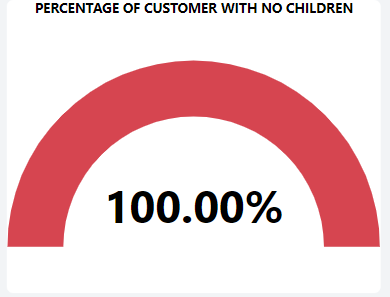 PERCENTAGE OF CUSTOMER WITH NO CHILDREN
100.00%